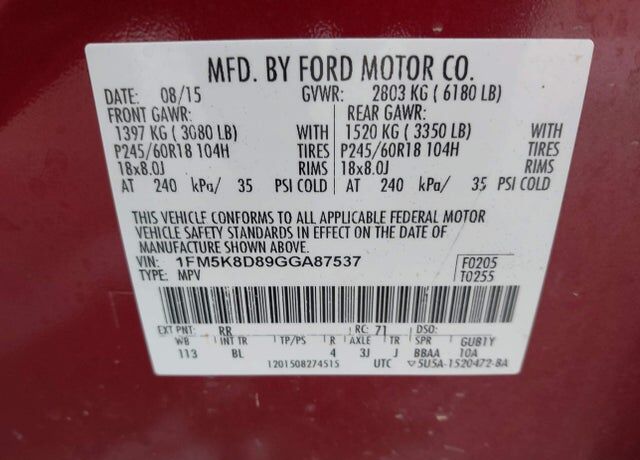 MFD. BY FORD MOTOR CO.
DATE: 08/15 GVWR: 2803 KG ( 6180 LB)
FRONT GAWR: REAR GAWR:
1397 KG ( 3080 LB) WITH 1520 KG ( 3350 LB) WITH
P245/60R18 104H TIRES P245/60R18 104H TIRES
18x8.0J RIMS 18x8.0J RIMS
AT 240 kPa/ 35 PSI COLD AT 240 kPa/ 35 PSI COLD
THIS VEHICLE CONFORMS TO ALL APPLICABLE FEDERAL MOTOR
VEHICLE SAFETY STANDARDS IN EFFECT ON THE DATE OF
MANUFACTURE SHOWN ABOVE.
VIN: 1FM5K8D89GGA87537 F0205
TYPE: MPV T0255
EXT PNT: RR RC: 71 DSO:
WB INT TR TP/PS R AXLE TR SPR GUB1Y
113 BL 4 3J J BBAA 10A
1201508274515 UTC ▽5U5A-1520472-BA